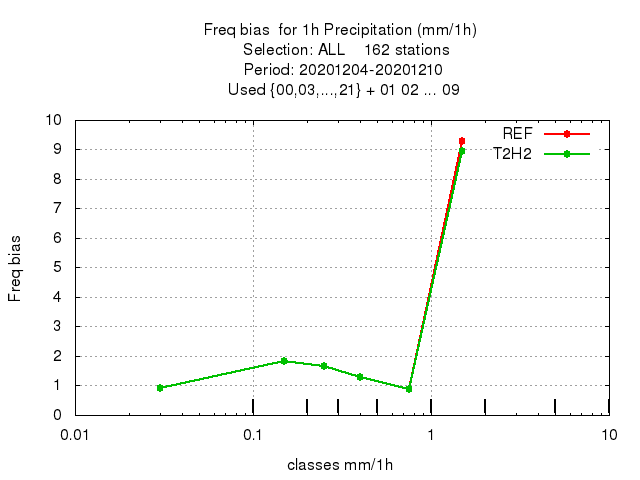 Freq bias  for 1h Precipitation (mm/1h)
Selection: ALL    162 stations
Period: 20201204-20201210
Used {00,03,...,21} + 01 02 ... 09
REF
T2H2
10
9
8
7
6
5
4
3
2
1
0
Freq bias
0.01
0.1
1
10
classes mm/1h